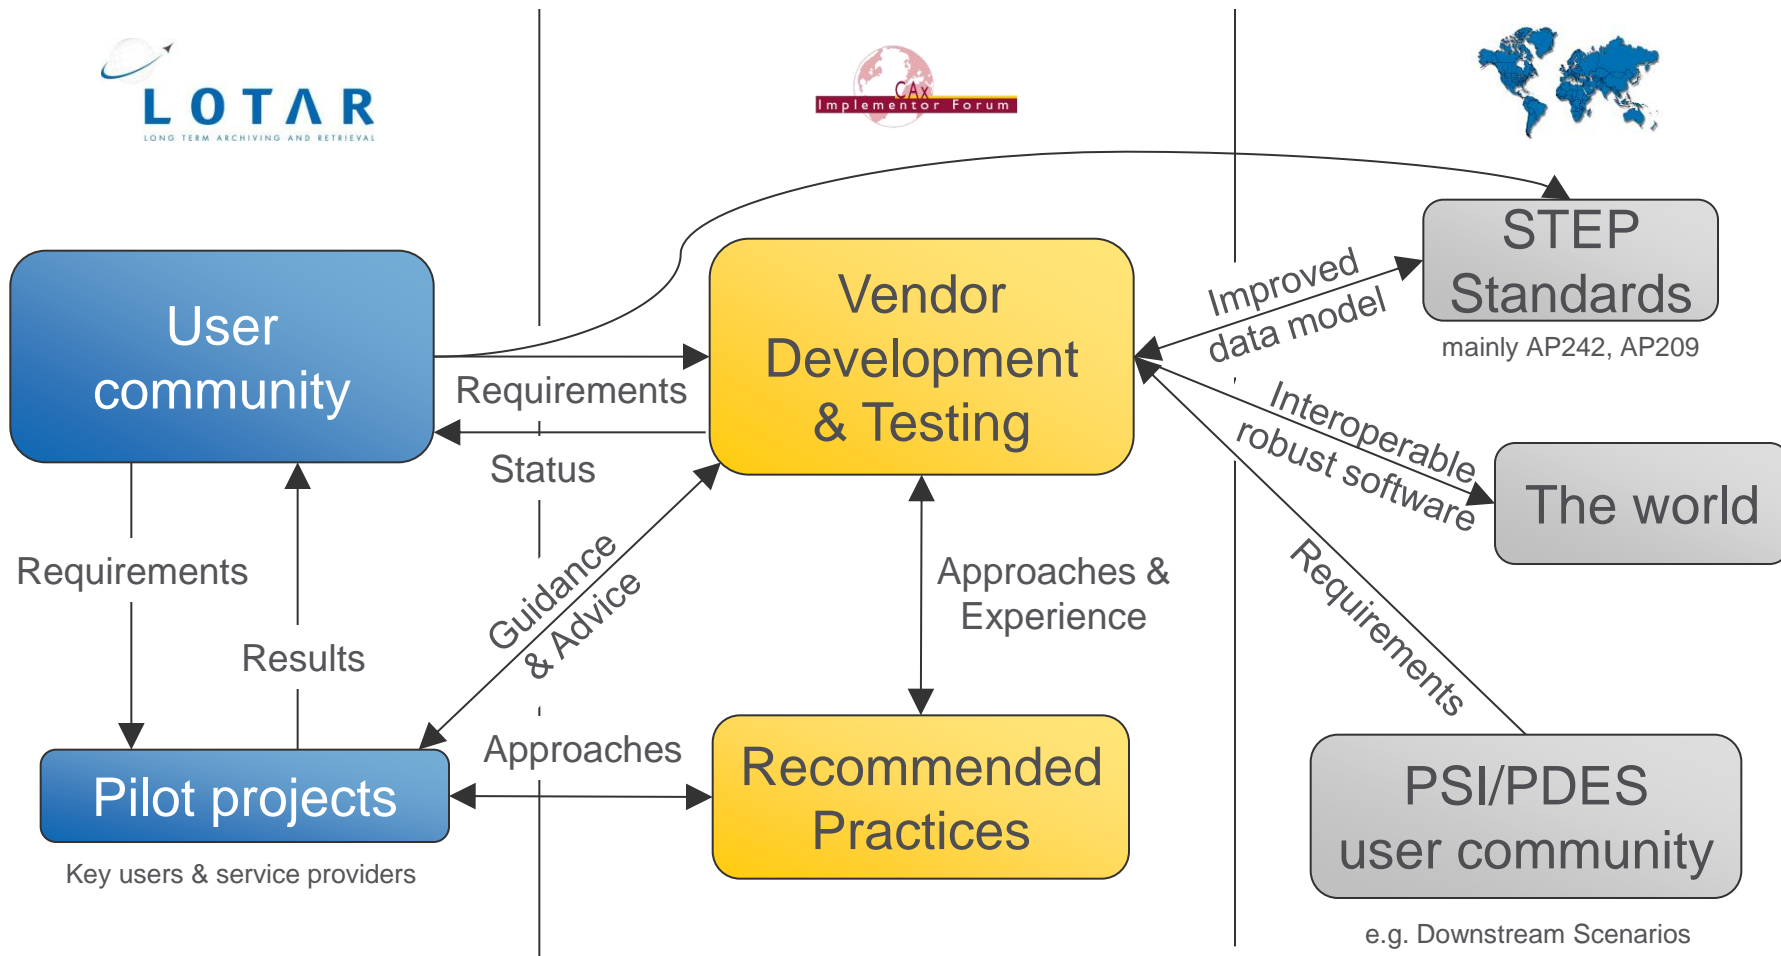 LOTAR
LONG TERM ARCHIVING AND RETRIEVAL
CAx
Implementor Forum
User
community
Requirements
Status
Requirements
Results
Guidance
& Advice
Approaches
Pilot projects
Key users & service providers
Vendor
Development
& Testing
Approaches &
Experience
Recommended
Practices
Improved
data model
STEP
Standards
mainly AP242, AP209
Interoperable
robust software
The world
Requirements
PSI/PDES
user community
e.g. Downstream Scenarios